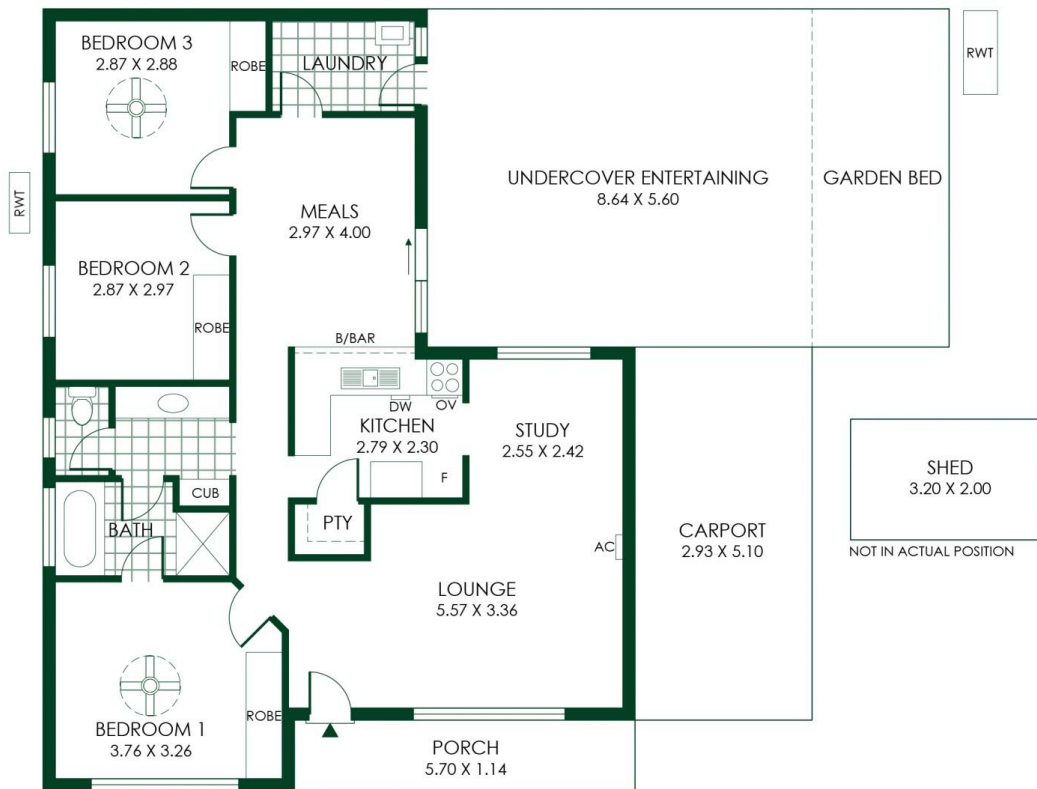 BEDROOM 3
2.87 X 2.88
ROBE
LAUNDRY
RWT
UNDERCOVER ENTERTAINING
8.64 X 5.60
GARDEN BED
RWT
MEALS
2.97 X 4.00
BEDROOM 2
2.87 X 2.97
ROBE
B/BAR
DW
OV
KITCHEN
2.79 X 2.30
F
STUDY
2.55 X 2.42
SHED
3.20 X 2.00
NOT IN ACTUAL POSITION
CUB
BATH
PTY
AC
CARPORT
2.93 X 5.10
LOUNGE
5.57 X 3.36
BEDROOM 1
3.76 X 3.26
ROBE
PORCH
5.70 X 1.14